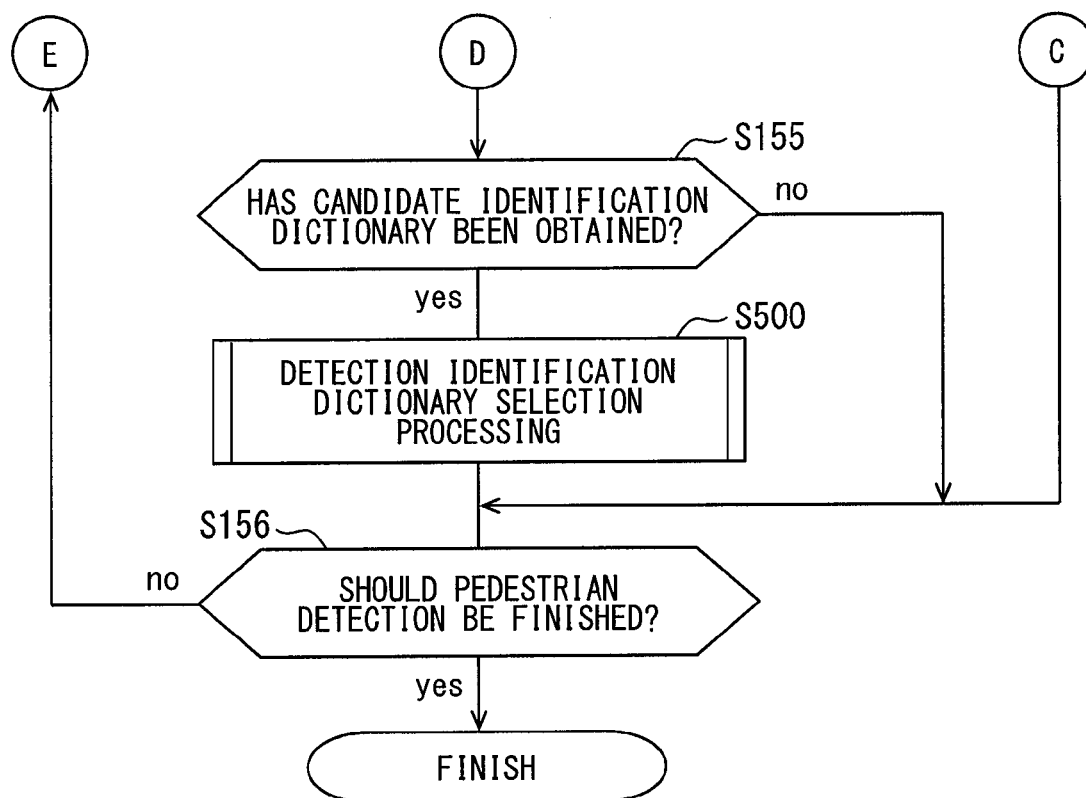 E
D
C
S155
HAS CANDIDATE IDENTIFICATION
DICTIONARY BEEN OBTAINED?
no
yes
S500
DETECTION IDENTIFICATION
DICTIONARY SELECTION
PROCESSING
S156
no
SHOULD PEDESTRIAN
DETECTION BE FINISHED?
yes
FINISH